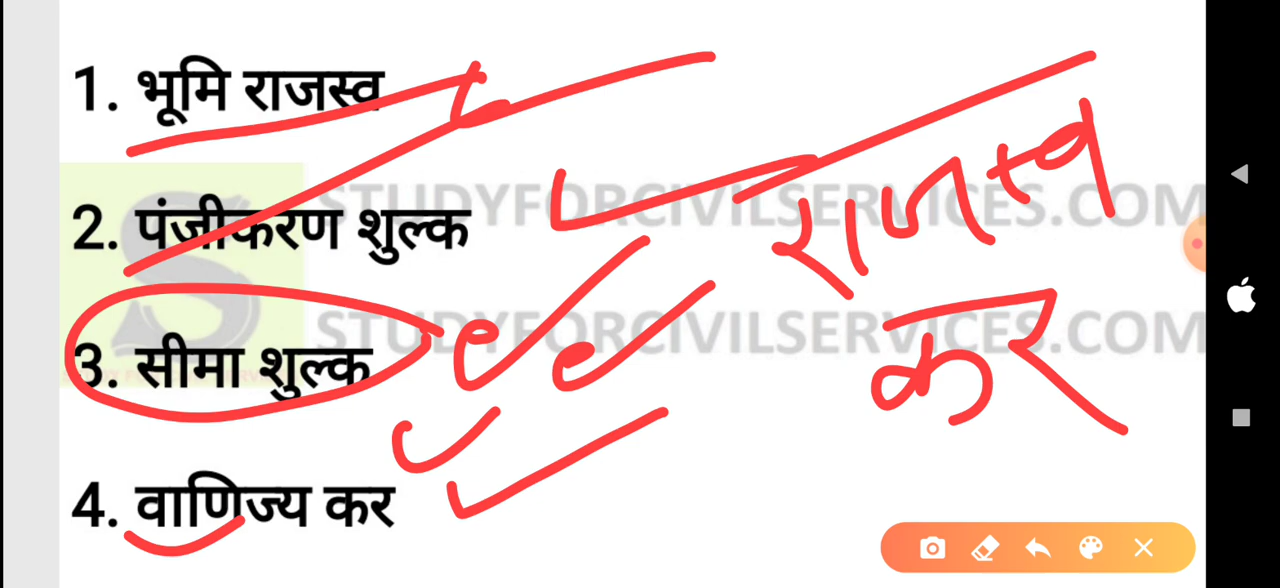 1. भूमि राजस्व
STUDYFORCIVILSERVICES.COM
राजस्व
2. पंजीकरण शुल्क
STUDYFORCIVILSERVICES.COM
कर
3. सीमा शुल्क
4. वाणिज्य कर